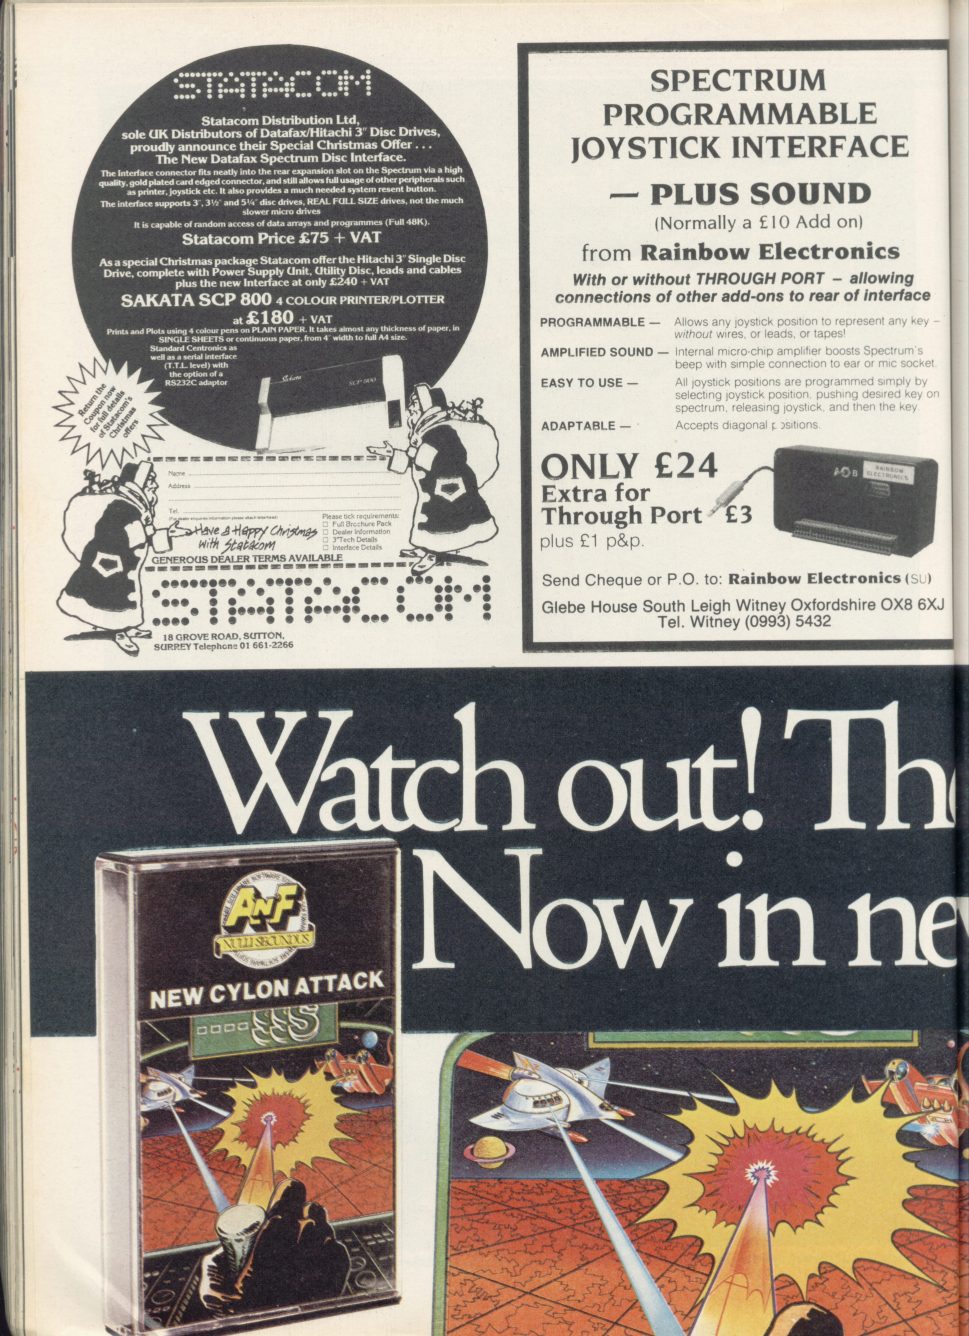 STATACOM
Statacom Distribution Ltd,
sole UK Distributors of Datafax/Hitachi 3" Disc Drives,
proudly announce their Special Christmas Offer . . .
The New Datafax Spectrum Disc Interface.
The Interface connector fits neatly into the rear expansion slot on the Spectrum via a high
quality, gold plated card edged connector, and still allows full usage of other peripherals such
as printer, joystick etc. It also provides a much needed system resent button.
The interface supports 3", 3½" and 5¼" disc drives, REAL FULL SIZE drives, not the much
slower micro drives
It is capable of random access of data arrays and programmes (Full 48K).
Statacom Price £75 + VAT
As a special Christmas package Statacom offer the Hitachi 3" Single Disc
Drive, complete with Power Supply Unit, Utility Disc, leads and cables
plus the new Interface at only £240 + VAT
SAKATA SCP 800 4 COLOUR PRINTER/PLOTTER
at £180 + VAT
Prints and Plots using 4 colour pens on PLAIN PAPER. It takes almost any thickness of paper, in
SINGLE SHEETS or continuous paper, from 4" width to full A4 size.
Standard Centronics as
well as a serial interface
(T.T.L. level) with
the option of a
RS232C adaptor
Sakata SCP 800
Return the
Coupon now
for full details
of Statacom's
Christmas
offers
Name
Address
Tel.
(For dealer enquiries information please attach letterhead)
Have a Happy Christmas
With Statacom
Please tick requirements:
□ Full Brochure Pack
□ Dealer Information
□ 3"Tech Details
□ Interface Details
GENEROUS DEALER TERMS AVAILABLE
STATACOM
18 GROVE ROAD, SUTTON,
SURREY Telephone 01 661-2266
SPECTRUM
PROGRAMMABLE
JOYSTICK INTERFACE
— PLUS SOUND
(Normally a £10 Add on)
from Rainbow Electronics
With or without THROUGH PORT – allowing
connections of other add-ons to rear of interface
PROGRAMMABLE — Allows any joystick position to represent any key –
without wires, or leads, or tapes!
AMPLIFIED SOUND — Internal micro-chip amplifier boosts Spectrum's
beep with simple connection to ear or mic socket.
EASY TO USE — All joystick positions are programmed simply by
selecting joystick position, pushing desired key on
spectrum, releasing joystick, and then the key.
ADAPTABLE — Accepts diagonal positions.
ONLY £24
Extra for
Through Port £3
plus £1 p&p.
RAINBOW
ELECTRONICS
Send Cheque or P.O. to: Rainbow Electronics (SU)
Glebe House South Leigh Witney Oxfordshire OX8 6XJ
Tel. Witney (0993) 5432
Watch out! The
Now in ne
ANF
NULLI SECUNDUS
NEW CYLON ATTACK